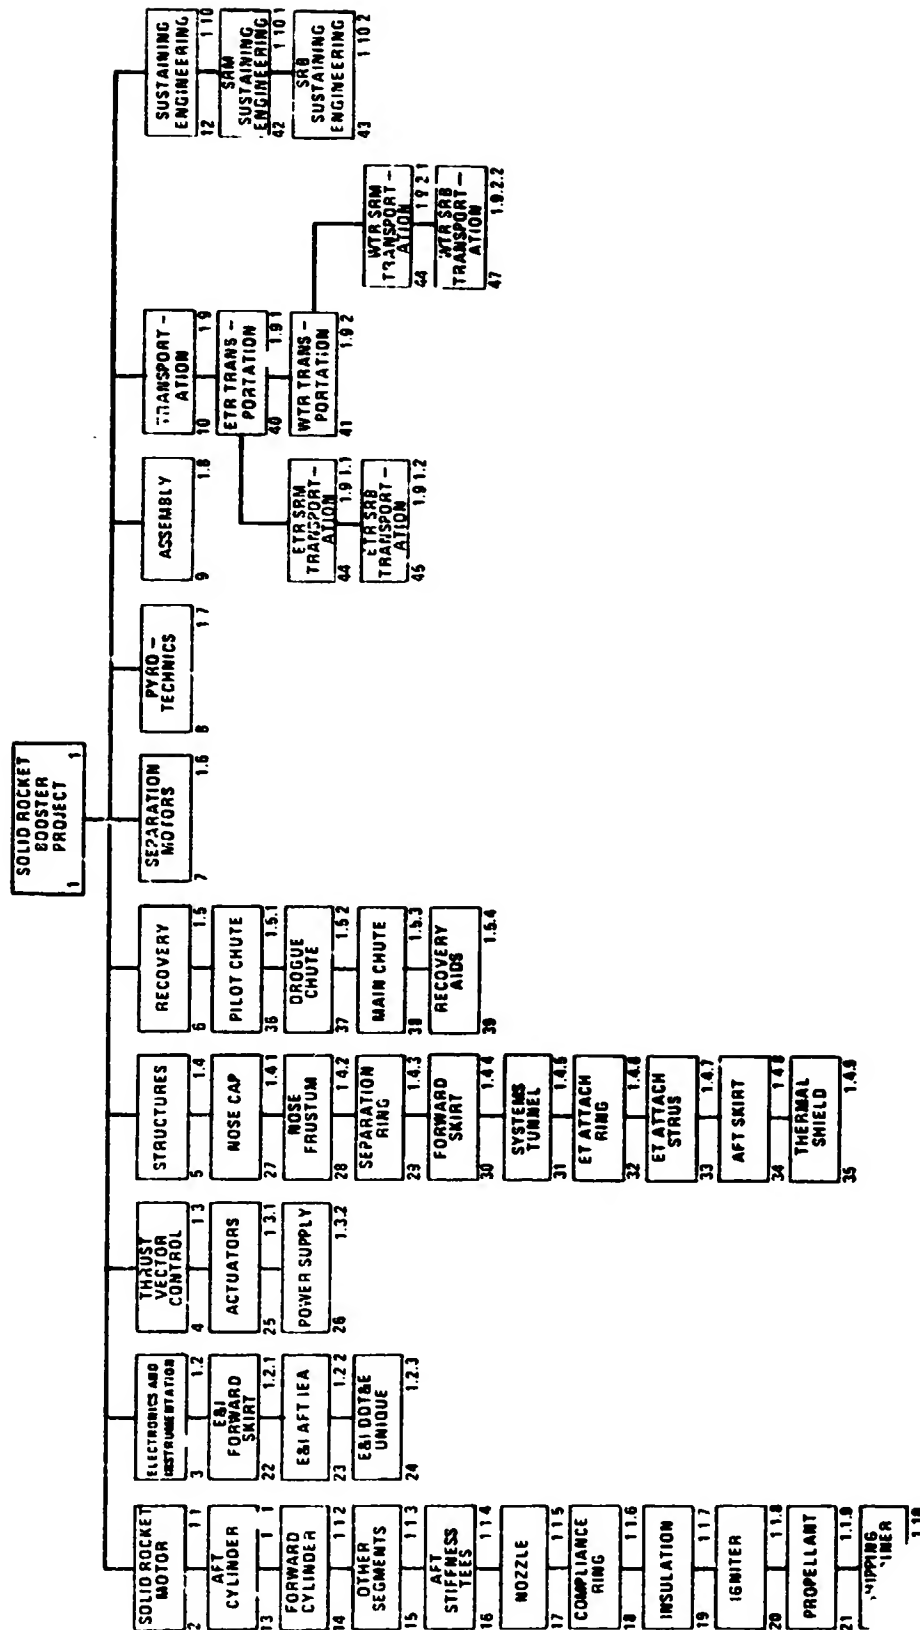 SOLID ROCKET
BOOSTER
PROJECT
1 1
SOLID ROCKET
MOTOR
2 1 1
AFT
CYLINDER
13 1 1
FORWARD
CYLINDER
14 1 1 2
OTHER
SEGMENTS
15 1 1 3
AFT
STIFFNESS
TEES
16 1 1 4
NOZZLE
17 1 1 5
COMPLIANCE
RING
18 1 1.6
INSULATION
19 1 1 7
IGNITER
20 1 1.8
PROPELLANT
21 1.1.9
1.10
ELECTRONICS AND
INSTRUMENTATION
3 1.2
E&I
FORWARD
SKIRT
22 1.2.1
E&I AFT IEA
23 1.2 2
E&I DDT&E
UNIQUE
24 1.2.3
THRUST
VECTOR
CONTROL
4 1 3
ACTUATORS
25 1 3.1
POWER SUPPLY
26 1.3.2
STRUCTURES
5 1.4
NOSE CAP
27 1.4.1
NOSE
FRUSTUM
28 1 4.2
SEPARATION
RING
29 1.4.3
FORWARD
SKIRT
30 1.4 4
SYSTEMS
TUNNEL
31 1.4.5
ET ATTACH
RING
32 1.4.6
ET ATTACH
STRUS
33 1.4.7
AFT SKIRT
34 1 4 8
THERMAL
SHIELD
35 1.4.9
RECOVERY
6 1.5
PILOT CHUTE
36 1.5.1
DROGUE
CHUTE
37 1.5 2
MAIN CHUTE
38 1.5.3
RECOVERY
AIDS
39 1.5.4
SEPARATION
MOTORS
7 1.6
PYRO –
TECHNICS
8 1 7
ASSEMBLY
9 1.8
TRANSPORT –
ATION
10 1 9
ETR TRANS –
PORTATION
40 1.9 1
WTR TRANS –
PORTATION
41 1.9 2
ETR SRM
TRANSPORT –
ATION
44 1.9 1.1
ETR SRB
TRANSPORT –
ATION
45 1.9 1.2
WTR SRM
TRANSPORT –
ATION
44 1 9 2 1
WTR SRB
TRANSPORT –
ATION
47 1.9.2.2
SUSTAINING
ENGINEERING
12 1 10
SRM
SUSTAINING
ENGINEERING
42 1 10 1
SRB
SUSTAINING
ENGINEERING
43 1 10 2